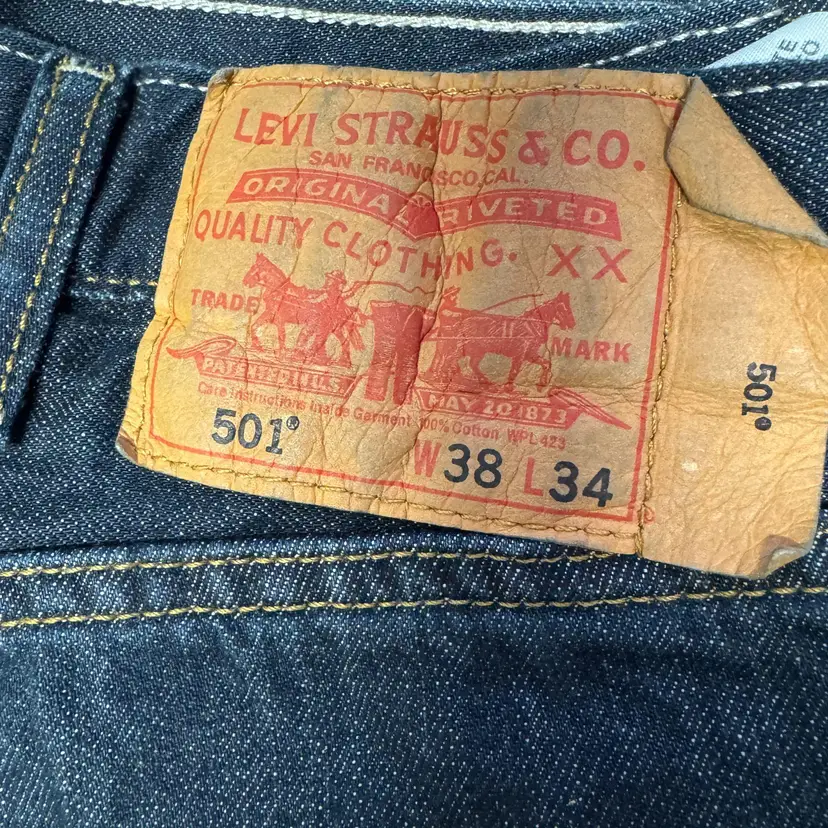 LEVI STRAUSS & CO.
SAN FRANCISCO, CAL.
ORIGINAL RIVETED
QUALITY CLOTHING. XX
TRADE MARK
PATENTED IN U.S.
MAY 20 1873
Care Instructions Inside Garment 100% Cotton WPL 423
501®
W38 L34
501®